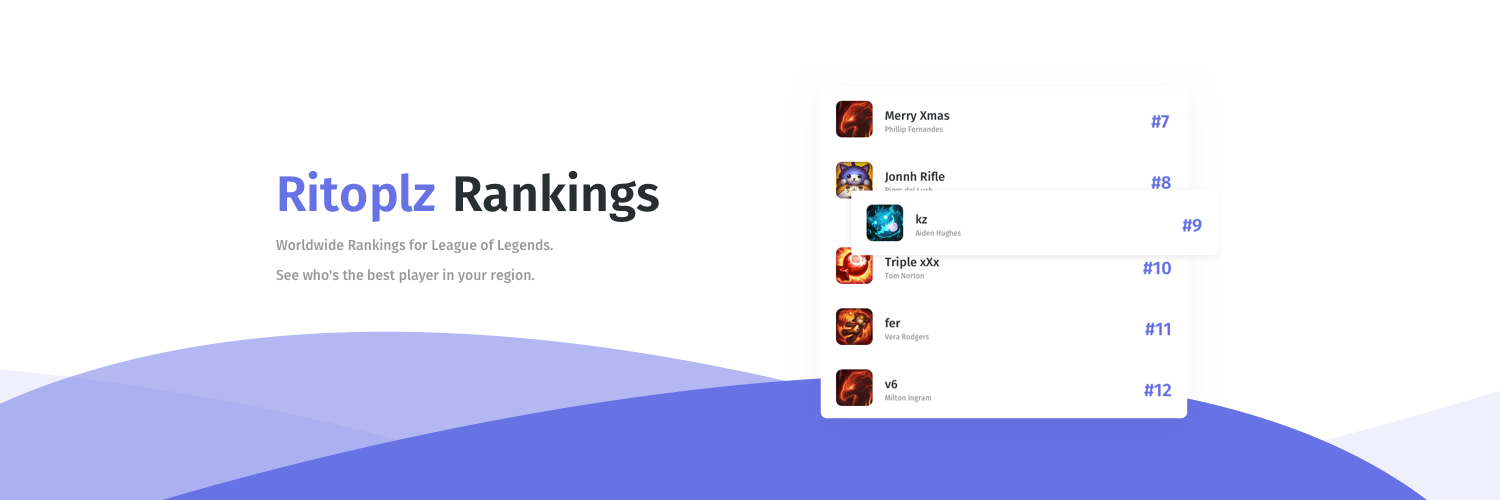 Ritoplz Rankings
Worldwide Rankings for League of Legends.
See who's the best player in your region.
Merry Xmas
Phillip Fernandes
#7
Jonnh Rifle
#8
kz
Aiden Hughes
#9
Triple xXx
Tom Norton
#10
fer
Vera Rodgers
#11
v6
Milton Ingram
#12